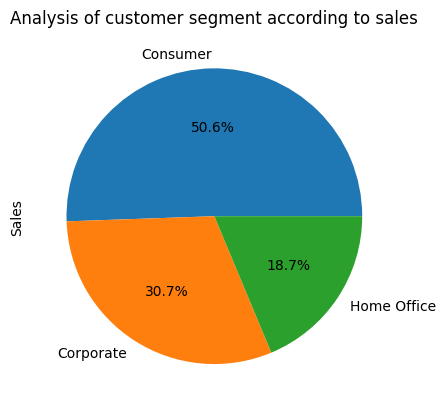 Analysis of customer segment according to sales
Consumer
50.6%
Sales
30.7%
18.7%
Home Office
Corporate